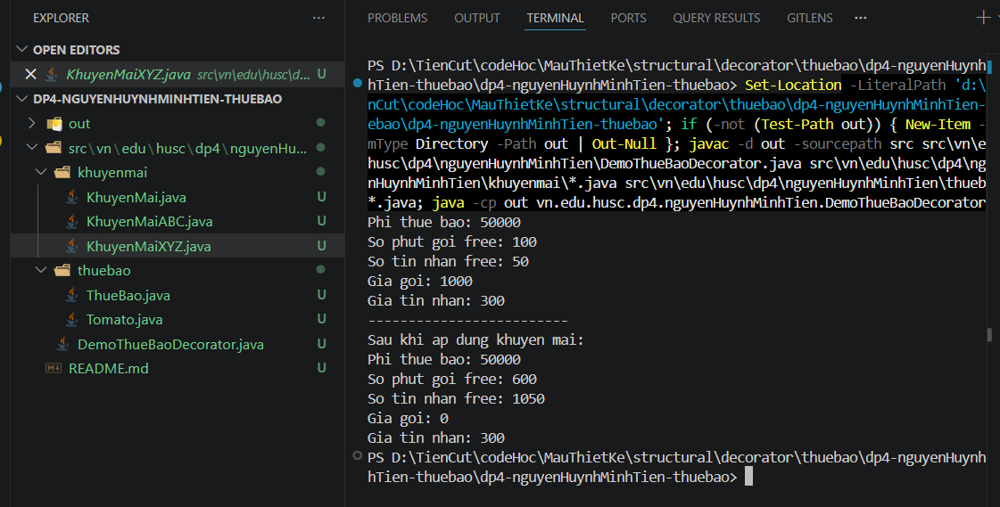 EXPLORER
···
OPEN EDITORS
KhuyenMaiXYZ.java src\vn\edu\husc\d... U
DP4-NGUYENHUYNHMINHTIEN-THUEBAO
out
src\vn\edu\husc\dp4\nguyenHu...
khuyenmai
KhuyenMai.java U
KhuyenMaiABC.java U
KhuyenMaiXYZ.java U
thuebao
ThueBao.java U
Tomato.java U
DemoThueBaoDecorator.java U
README.md U
PROBLEMS OUTPUT TERMINAL PORTS QUERY RESULTS GITLENS ···
PS D:\TienCut\codeHoc\MauThietKe\structural\decorator\thuebao\dp4-nguyenHuynh
hTien-thuebao\dp4-nguyenHuynhMinhTien-thuebao> Set-Location -LiteralPath 'd:\
nCut\codeHoc\MauThietKe\structural\decorator\thuebao\dp4-nguyenHuynhMinhTien-
ebao\dp4-nguyenHuynhMinhTien-thuebao'; if (-not (Test-Path out)) { New-Item -
mType Directory -Path out | Out-Null }; javac -d out -sourcepath src src\vn\e
husc\dp4\nguyenHuynhMinhTien\DemoThueBaoDecorator.java src\vn\edu\husc\dp4\ng
nHuynhMinhTien\khuyenmai\*.java src\vn\edu\husc\dp4\nguyenHuynhMinhTien\thueb
*.java; java -cp out vn.edu.husc.dp4.nguyenHuynhMinhTien.DemoThueBaoDecorator
Phi thue bao: 50000
So phut goi free: 100
So tin nhan free: 50
Gia goi: 1000
Gia tin nhan: 300
-------------------------
Sau khi ap dung khuyen mai:
Phi thue bao: 50000
So phut goi free: 600
So tin nhan free: 1050
Gia goi: 0
Gia tin nhan: 300
PS D:\TienCut\codeHoc\MauThietKe\structural\decorator\thuebao\dp4-nguyenHuynh
hTien-thuebao\dp4-nguyenHuynhMinhTien-thuebao>